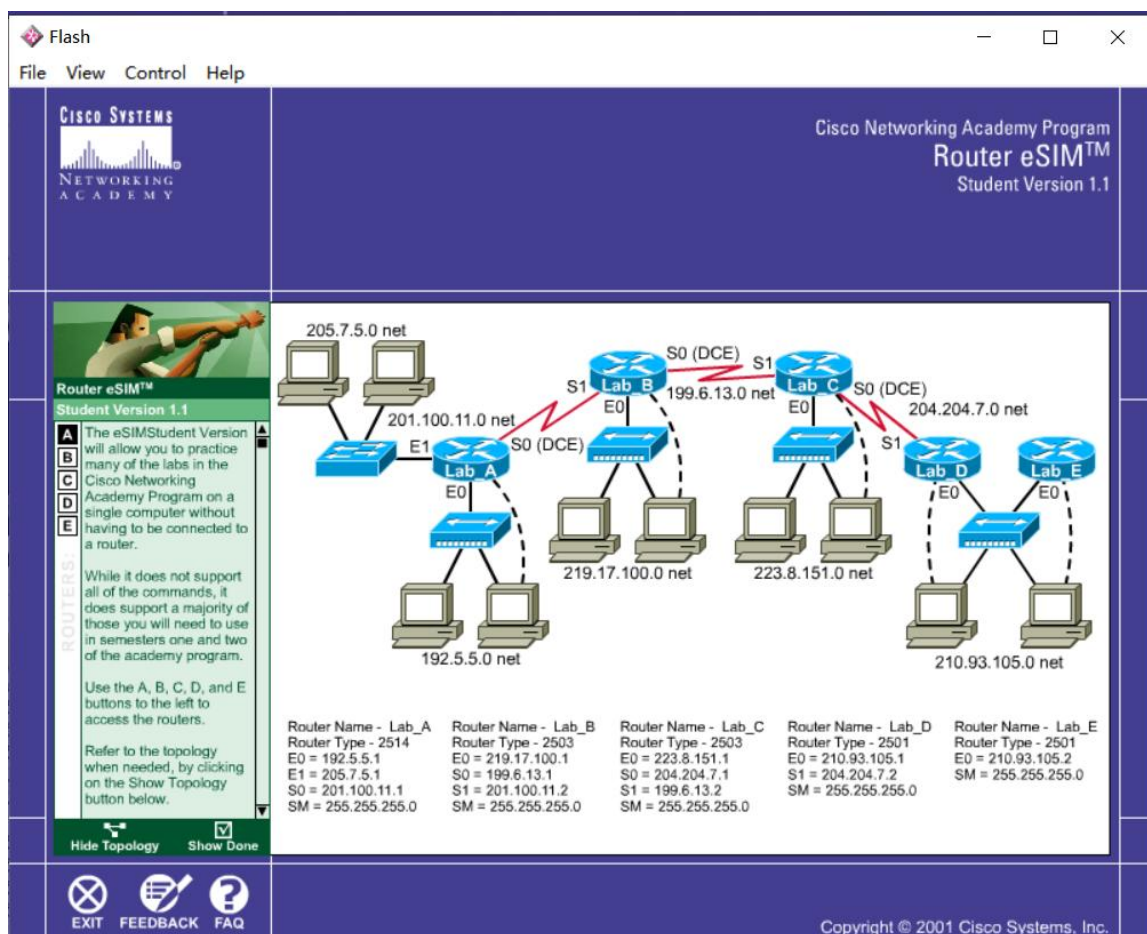 Flash
File View Control Help
CISCO SYSTEMS
NETWORKING
ACADEMY
Cisco Networking Academy Program
Router eSIM™
Student Version 1.1
Router eSIM™
Student Version 1.1
A
B
C
D
E
ROUTERS:
The eSIMStudent Version
will allow you to practice
many of the labs in the
Cisco Networking
Academy Program on a
single computer without
having to be connected to
a router.
While it does not support
all of the commands, it
does support a majority of
those you will need to use
in semesters one and two
of the academy program.
Use the A, B, C, D, and E
buttons to the left to
access the routers.
Refer to the topology
when needed, by clicking
on the Show Topology
button below.
Hide Topology Show Done
205.7.5.0 net
201.100.11.0 net
E1
Lab_A
S0 (DCE)
E0
192.5.5.0 net
S1
Lab_B
S0 (DCE)
E0
199.6.13.0 net
219.17.100.0 net
S1
Lab_C
S0 (DCE)
E0
204.204.7.0 net
223.8.151.0 net
S1
Lab_D
E0
Lab_E
E0
210.93.105.0 net
Router Name - Lab_A
Router Type - 2514
E0 = 192.5.5.1
E1 = 205.7.5.1
S0 = 201.100.11.1
SM = 255.255.255.0
Router Name - Lab_B
Router Type - 2503
E0 = 219.17.100.1
S0 = 199.6.13.1
S1 = 201.100.11.2
SM = 255.255.255.0
Router Name - Lab_C
Router Type - 2503
E0 = 223.8.151.1
S0 = 204.204.7.1
S1 = 199.6.13.2
SM = 255.255.255.0
Router Name - Lab_D
Router Type - 2501
E0 = 210.93.105.1
S1 = 204.204.7.2
SM = 255.255.255.0
Router Name - Lab_E
Router Type - 2501
E0 = 210.93.105.2
SM = 255.255.255.0
EXIT FEEDBACK FAQ
Copyright © 2001 Cisco Systems, Inc.